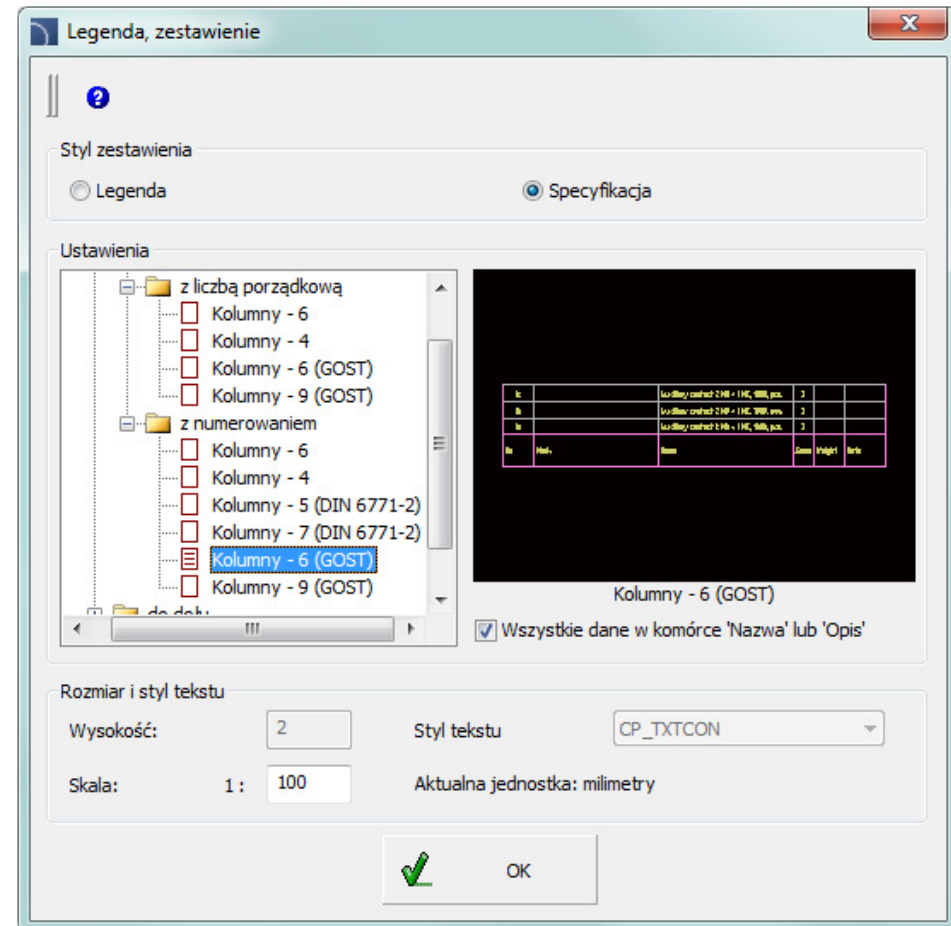 Legenda, zestawienie
Styl zestawienia
Legenda
Specyfikacja
Ustawienia
z liczbą porządkową
Kolumny - 6
Kolumny - 4
Kolumny - 6 (GOST)
Kolumny - 9 (GOST)
z numerowaniem
Kolumny - 6
Kolumny - 4
Kolumny - 5 (DIN 6771-2)
Kolumny - 7 (DIN 6771-2)
Kolumny - 6 (GOST)
Kolumny - 9 (GOST)
do dołu
Kolumny - 6 (GOST)
Wszystkie dane w komórce 'Nazwa' lub 'Opis'
Rozmiar i styl tekstu
Wysokość: 2 Styl tekstu CP_TXTCON
Skala: 1 : 100 Aktualna jednostka: milimetry
OK